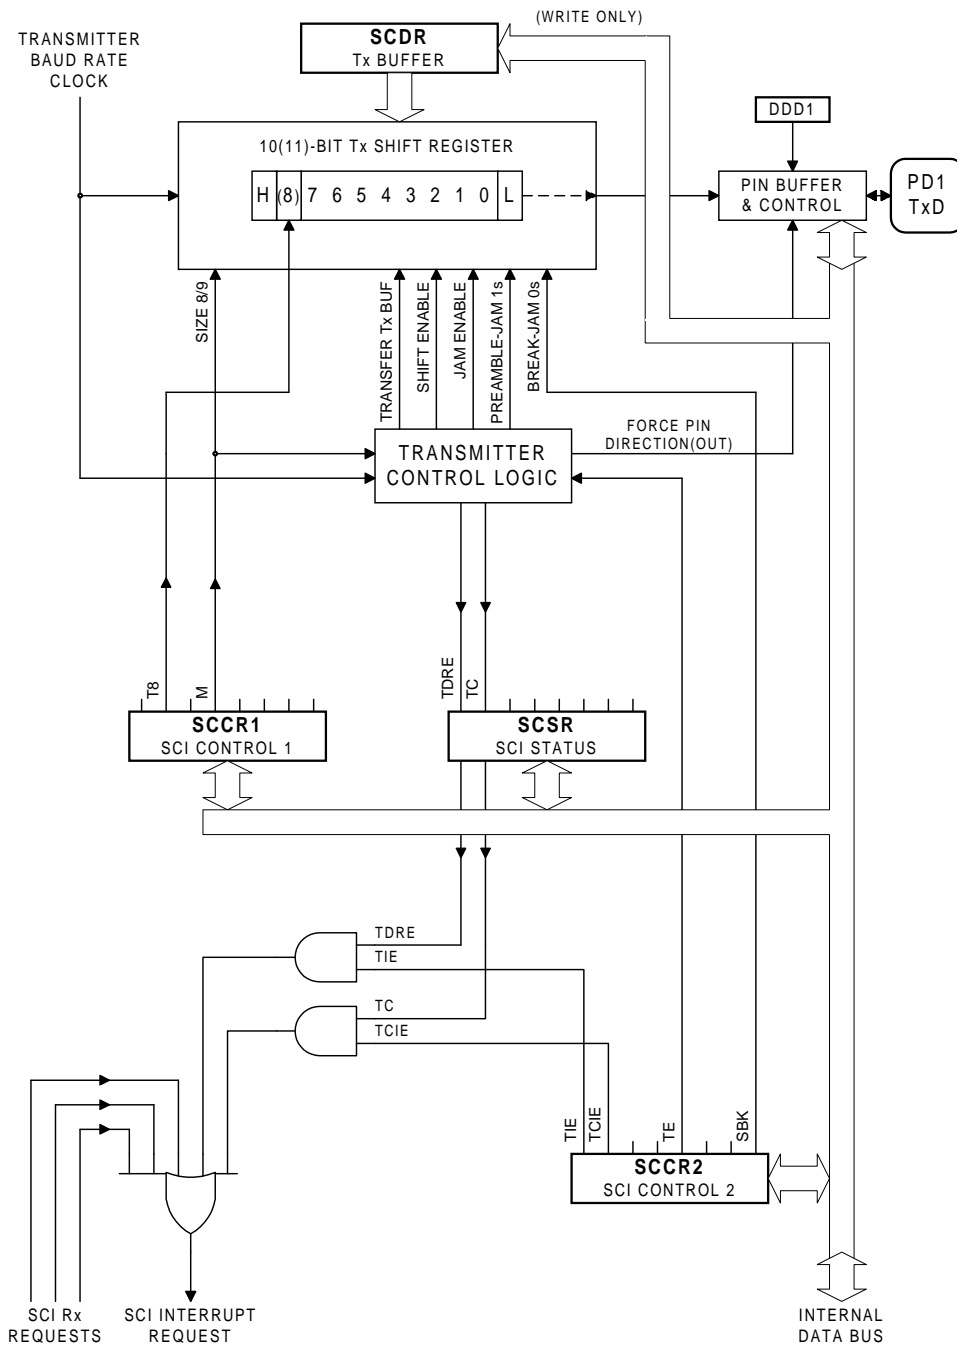 (WRITE ONLY)
TRANSMITTER
BAUD RATE
CLOCK
SCDR
Tx BUFFER
DDD1
10(11)-BIT Tx SHIFT REGISTER
H (8) 7 6 5 4 3 2 1 0 L
PIN BUFFER
& CONTROL
PD1
TxD
SIZE 8/9
TRANSFER Tx BUF
SHIFT ENABLE
JAM ENABLE
PREAMBLE-JAM 1s
BREAK-JAM 0s
TRANSMITTER
CONTROL LOGIC
FORCE PIN
DIRECTION(OUT)
T8
M
TDRE
TC
SCCR1
SCI CONTROL 1
SCSR
SCI STATUS
TDRE
TIE
TC
TCIE
TIE
TCIE
TE
SBK
SCCR2
SCI CONTROL 2
SCI Rx
REQUESTS
SCI INTERRUPT
REQUEST
INTERNAL
DATA BUS